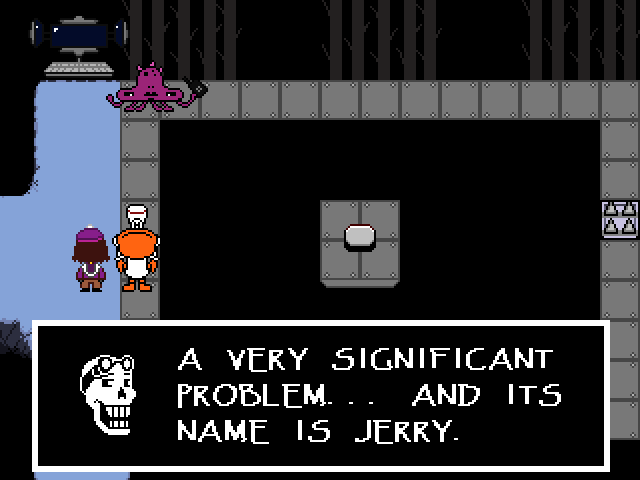 A VERY SIGNIFICANT
PROBLEM... AND ITS
NAME IS JERRY.